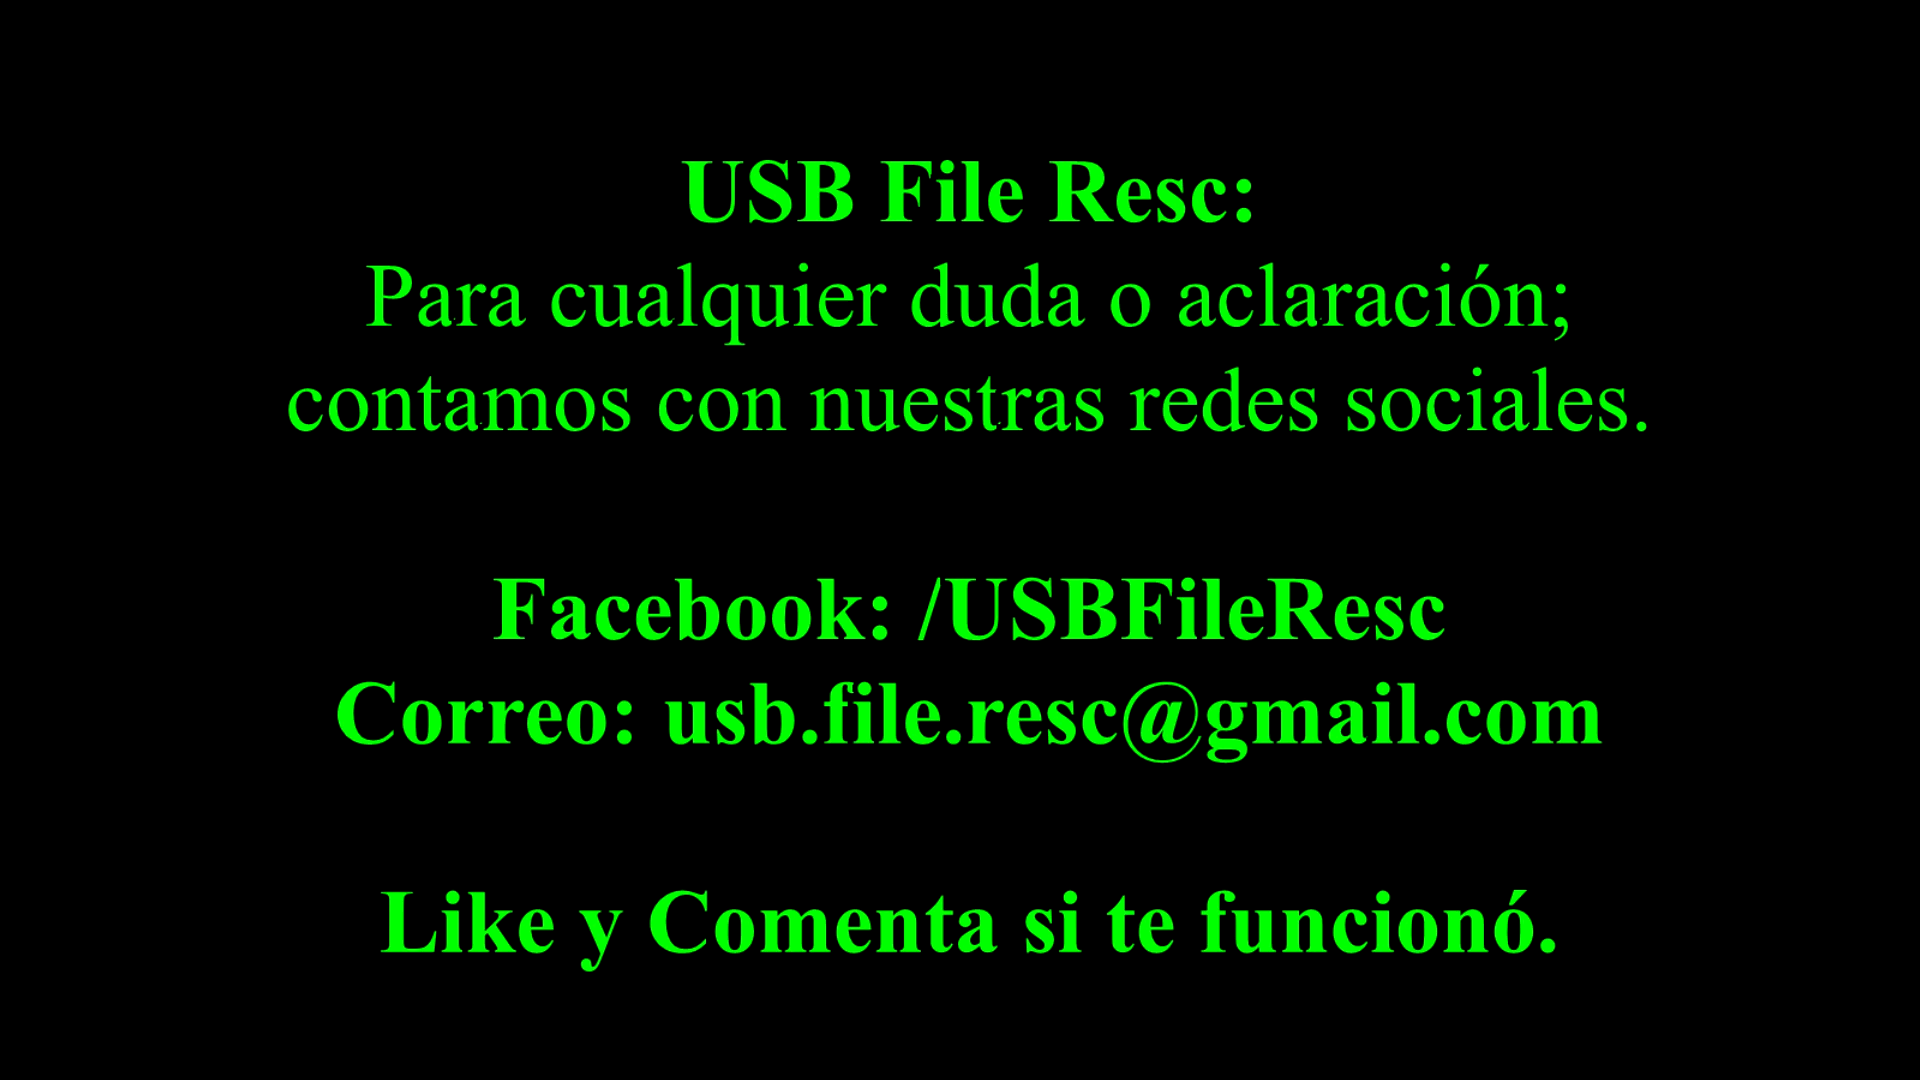 USB File Resc:
Para cualquier duda o aclaración;
contamos con nuestras redes sociales.
Facebook: /USBFileResc
Correo: usb.file.resc@gmail.com
Like y Comenta si te funcionó.